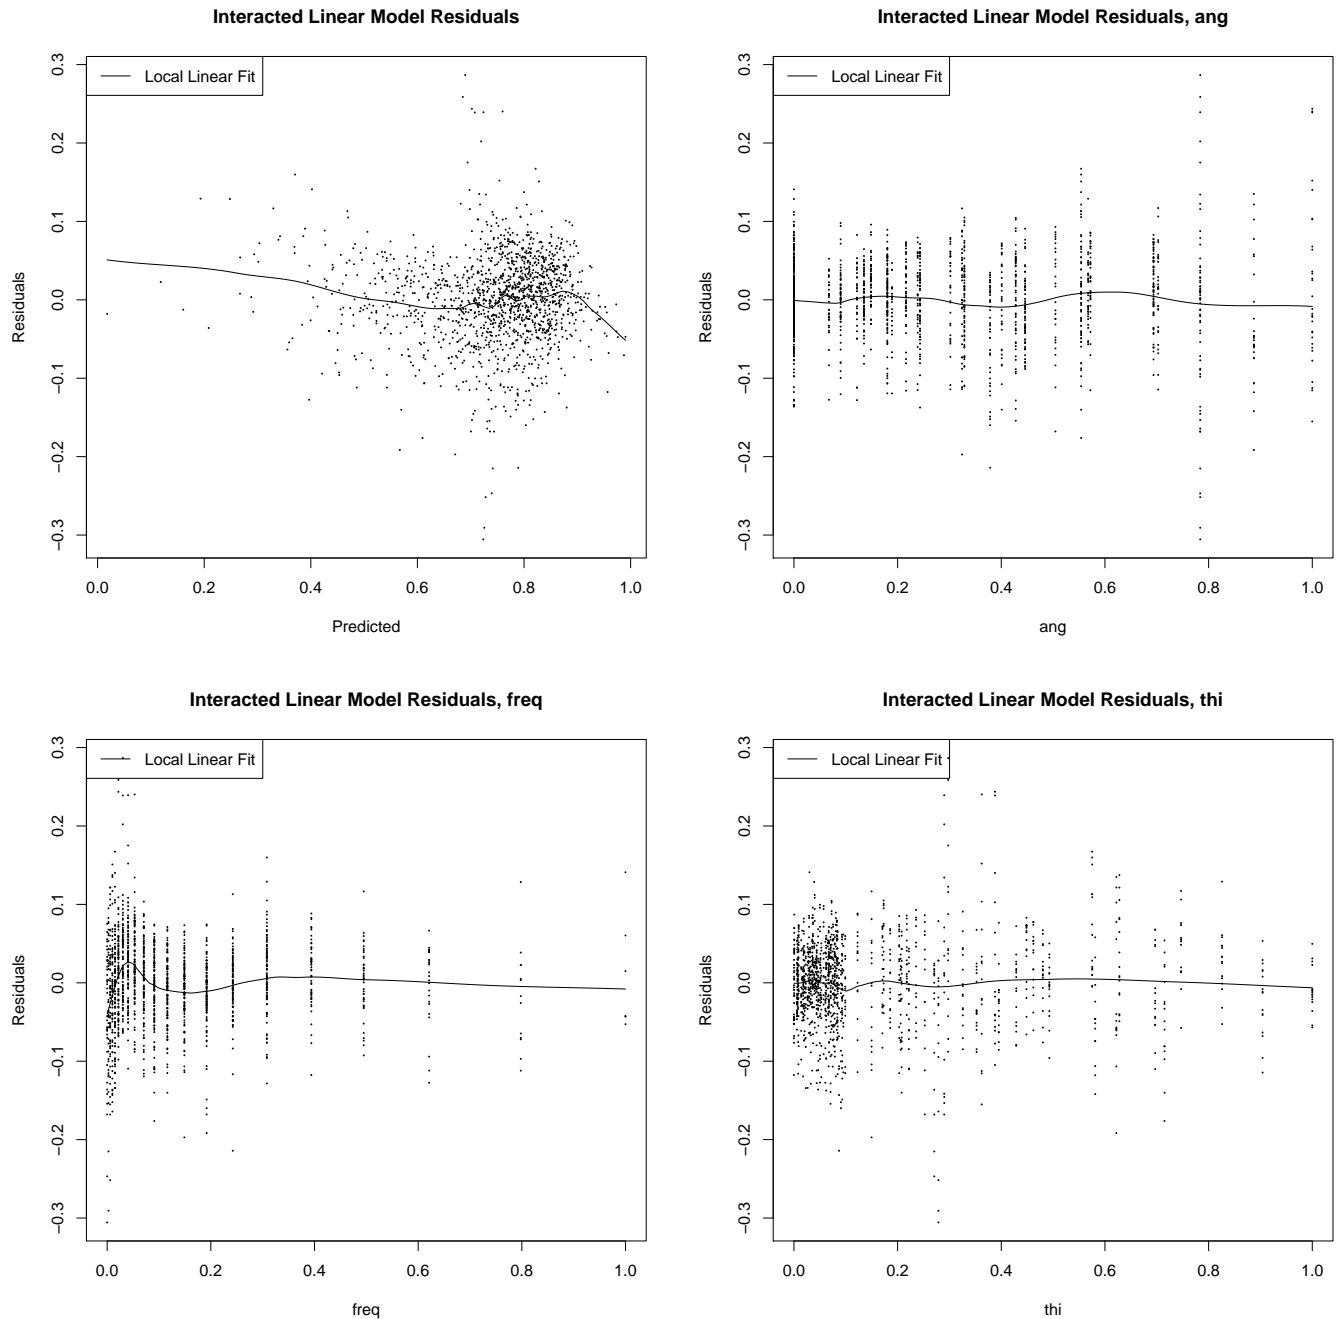 Interacted Linear Model Residuals
Local Linear Fit
Residuals
0.3
0.2
0.1
0.0
−0.1
−0.2
−0.3
0.0 0.2 0.4 0.6 0.8 1.0
Predicted
Interacted Linear Model Residuals, ang
Local Linear Fit
Residuals
0.3
0.2
0.1
0.0
−0.1
−0.2
−0.3
0.0 0.2 0.4 0.6 0.8 1.0
ang
Interacted Linear Model Residuals, freq
Local Linear Fit
Residuals
0.3
0.2
0.1
0.0
−0.1
−0.2
−0.3
0.0 0.2 0.4 0.6 0.8 1.0
freq
Interacted Linear Model Residuals, thi
Local Linear Fit
Residuals
0.3
0.2
0.1
0.0
−0.1
−0.2
−0.3
0.0 0.2 0.4 0.6 0.8 1.0
thi